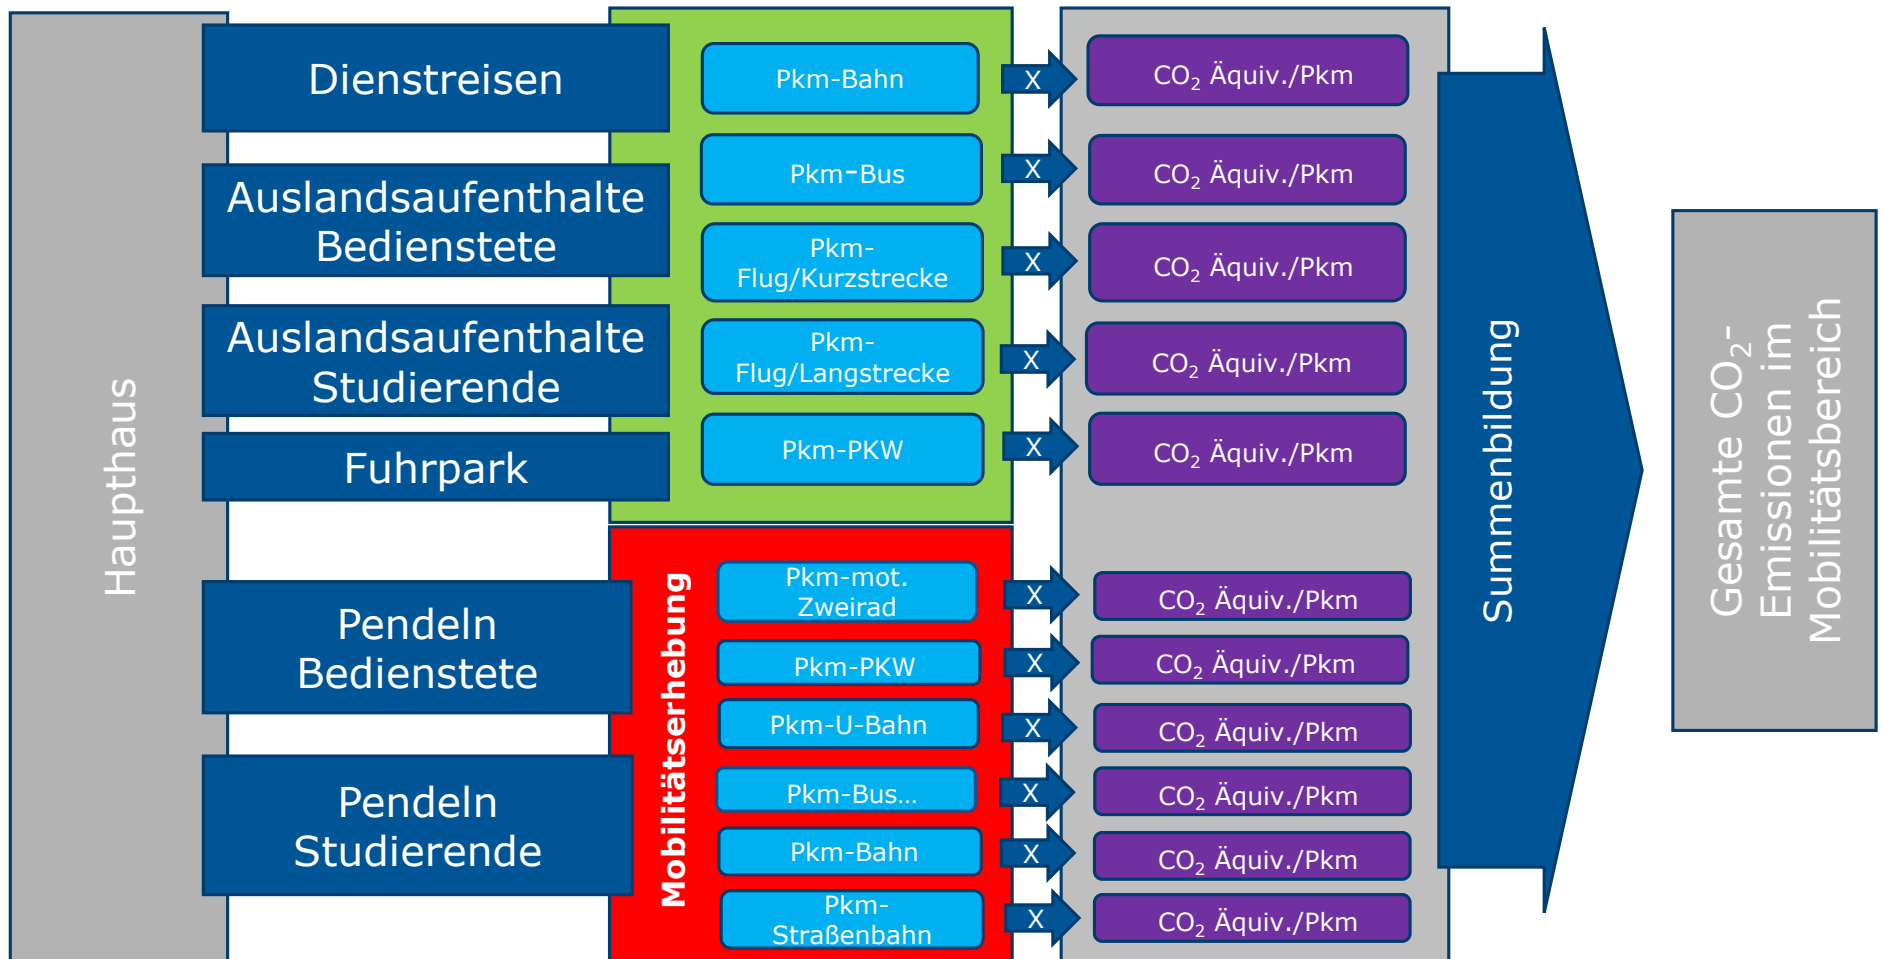 Haupthaus
Dienstreisen
Auslandsaufenthalte
Bedienstete
Auslandsaufenthalte
Studierende
Fuhrpark
Pendeln
Bedienstete
Pendeln
Studierende
Pkm-Bahn
X
CO₂ Äquiv./Pkm
Pkm-Bus
X
CO₂ Äquiv./Pkm
Pkm-
Flug/Kurzstrecke
X
CO₂ Äquiv./Pkm
Pkm-
Flug/Langstrecke
X
CO₂ Äquiv./Pkm
Pkm-PKW
X
CO₂ Äquiv./Pkm
Mobilitätserhebung
Pkm-mot.
Zweirad
X
CO₂ Äquiv./Pkm
Pkm-PKW
X
CO₂ Äquiv./Pkm
Pkm-U-Bahn
X
CO₂ Äquiv./Pkm
Pkm-Bus...
X
CO₂ Äquiv./Pkm
Pkm-Bahn
X
CO₂ Äquiv./Pkm
Pkm-
Straßenbahn
X
CO₂ Äquiv./Pkm
Summenbildung
Gesamte CO₂-
Emissionen im
Mobilitätsbereich